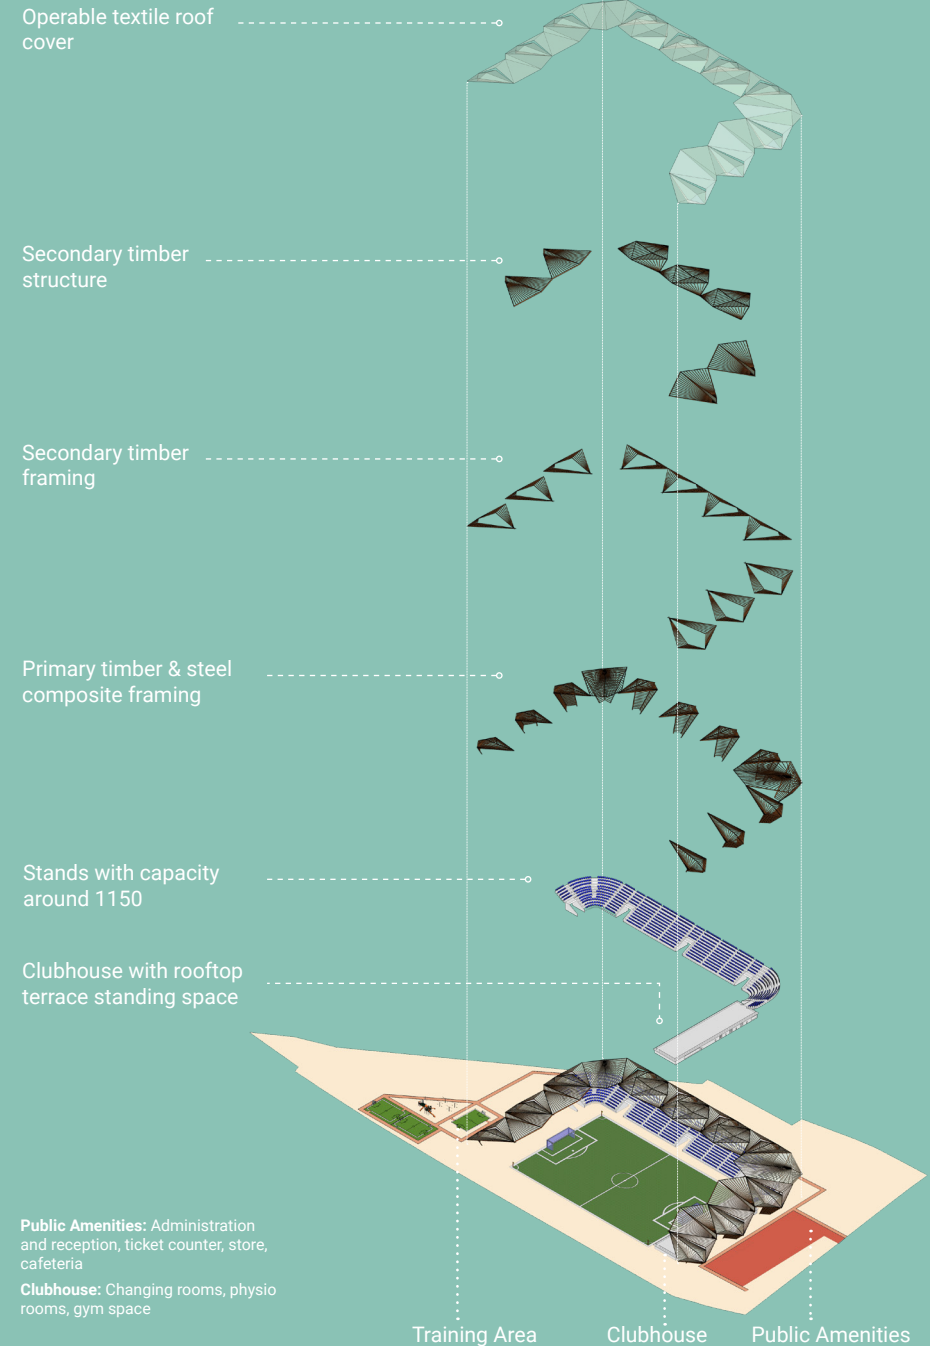 Operable textile roof
cover
Secondary timber
structure
Secondary timber
framing
Primary timber & steel
composite framing
Stands with capacity
around 1150
Clubhouse with rooftop
terrace standing space
Public Amenities: Administration
and reception, ticket counter, store,
cafeteria
Clubhouse: Changing rooms, physio
rooms, gym space
Training Area
Clubhouse
Public Amenities